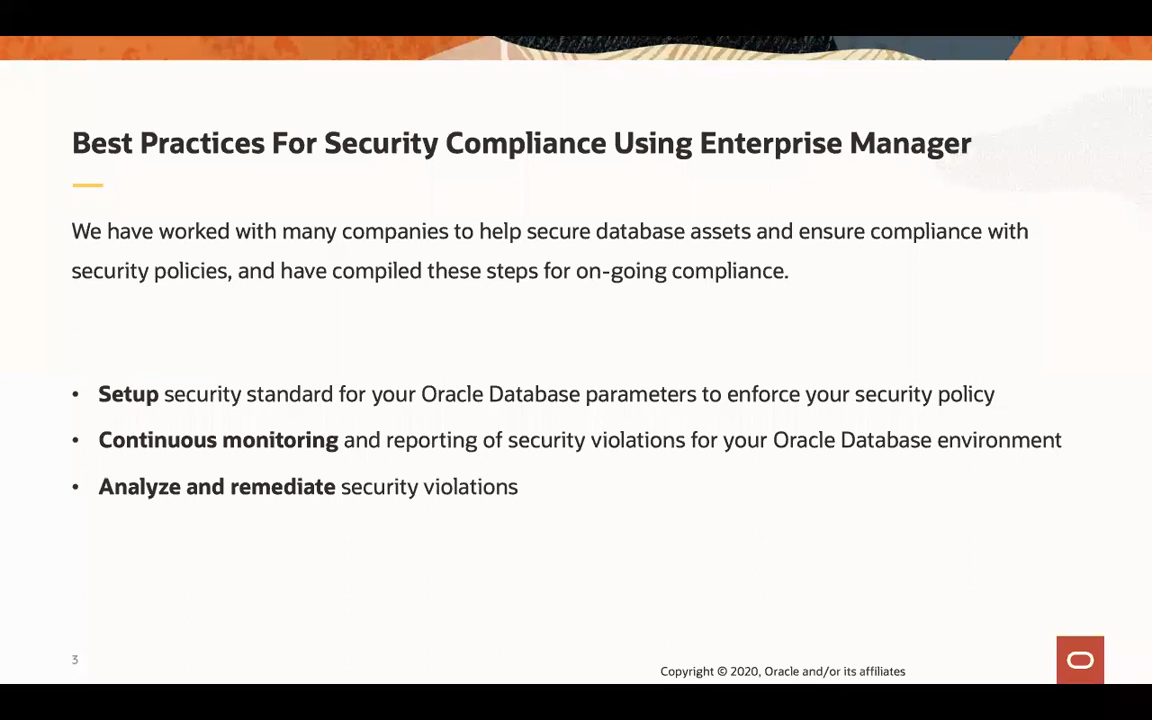 Best Practices For Security Compliance Using Enterprise Manager
We have worked with many companies to help secure database assets and ensure compliance with
security policies, and have compiled these steps for on-going compliance.
• Setup security standard for your Oracle Database parameters to enforce your security policy
• Continuous monitoring and reporting of security violations for your Oracle Database environment
• Analyze and remediate security violations
3
Copyright © 2020, Oracle and/or its affiliates